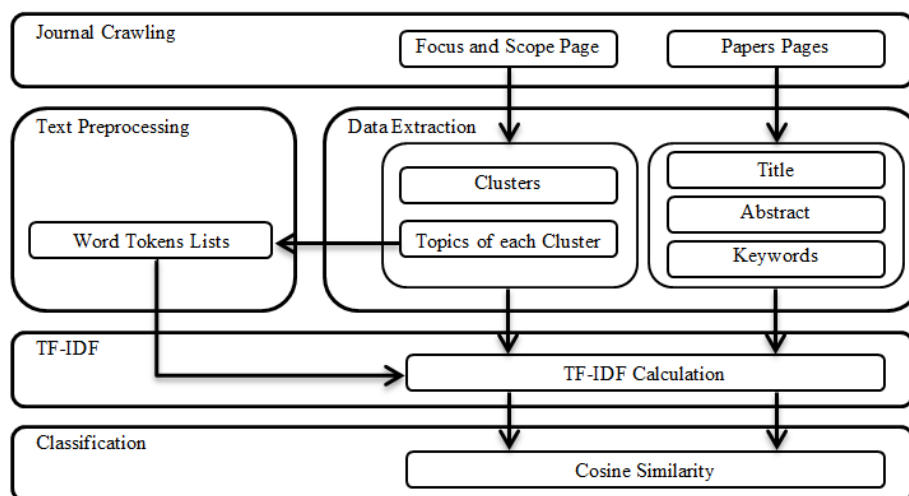 Journal Crawling
Focus and Scope Page
Papers Pages
Text Preprocessing
Data Extraction
Clusters
Topics of each Cluster
Title
Abstract
Keywords
Word Tokens Lists
TF-IDF
TF-IDF Calculation
Classification
Cosine Similarity